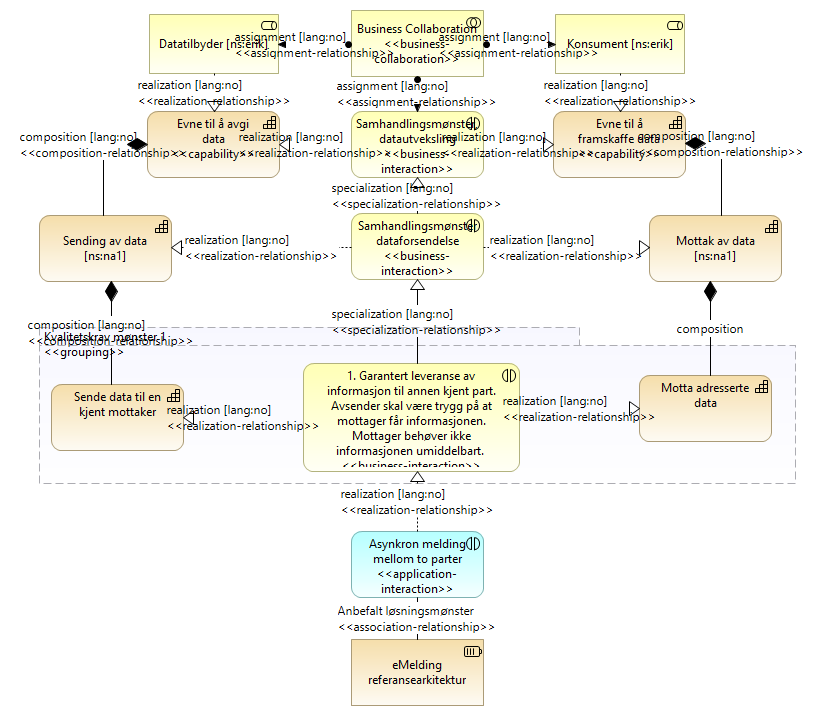 Datatilbyder [ns:erik]
assignment [lang:no]
<<assignment-relationship>>
Business Collaboration
<<business-
collaboration>>
assignment [lang:no]
<<assignment-relationship>>
Konsument [ns:erik]
realization [lang:no]
<<realization-relationship>>
assignment [lang:no]
<<assignment-relationship>>
realization [lang:no]
<<realization-relationship>>
Evne til å avgi
data
<<capability>>
realization [lang:no]
<<realization-relationship>>
Samhandlingsmønster
datautveksling
<<business-
interaction>>
realization [lang:no]
<<realization-relationship>>
Evne til å
framskaffe data
<<capability>>
composition [lang:no]
<<composition-relationship>>
composition [lang:no]
<<composition-relationship>>
specialization [lang:no]
<<specialization-relationship>>
Sending av data
[ns:na1]
realization [lang:no]
<<realization-relationship>>
Samhandlingsmønster
dataforsendelse
<<business-
interaction>>
realization [lang:no]
<<realization-relationship>>
Mottak av data
[ns:na1]
composition [lang:no]
<<composition-relationship>>
specialization [lang:no]
<<specialization-relationship>>
composition
Kvalitetskrav mønster 1
<<grouping>>
Sende data til en
kjent mottaker
realization [lang:no]
<<realization-relationship>>
1. Garantert leveranse av
informasjon til annen kjent part.
Avsender skal være trygg på at
mottager får informasjonen.
Mottager behøver ikke
informasjonen umiddelbart.
<<business-interaction>>
realization [lang:no]
<<realization-relationship>>
Motta adresserte
data
realization [lang:no]
<<realization-relationship>>
Asynkron melding
mellom to parter
<<application-
interaction>>
Anbefalt løsningsmønster
<<association-relationship>>
eMelding
referansearkitektur